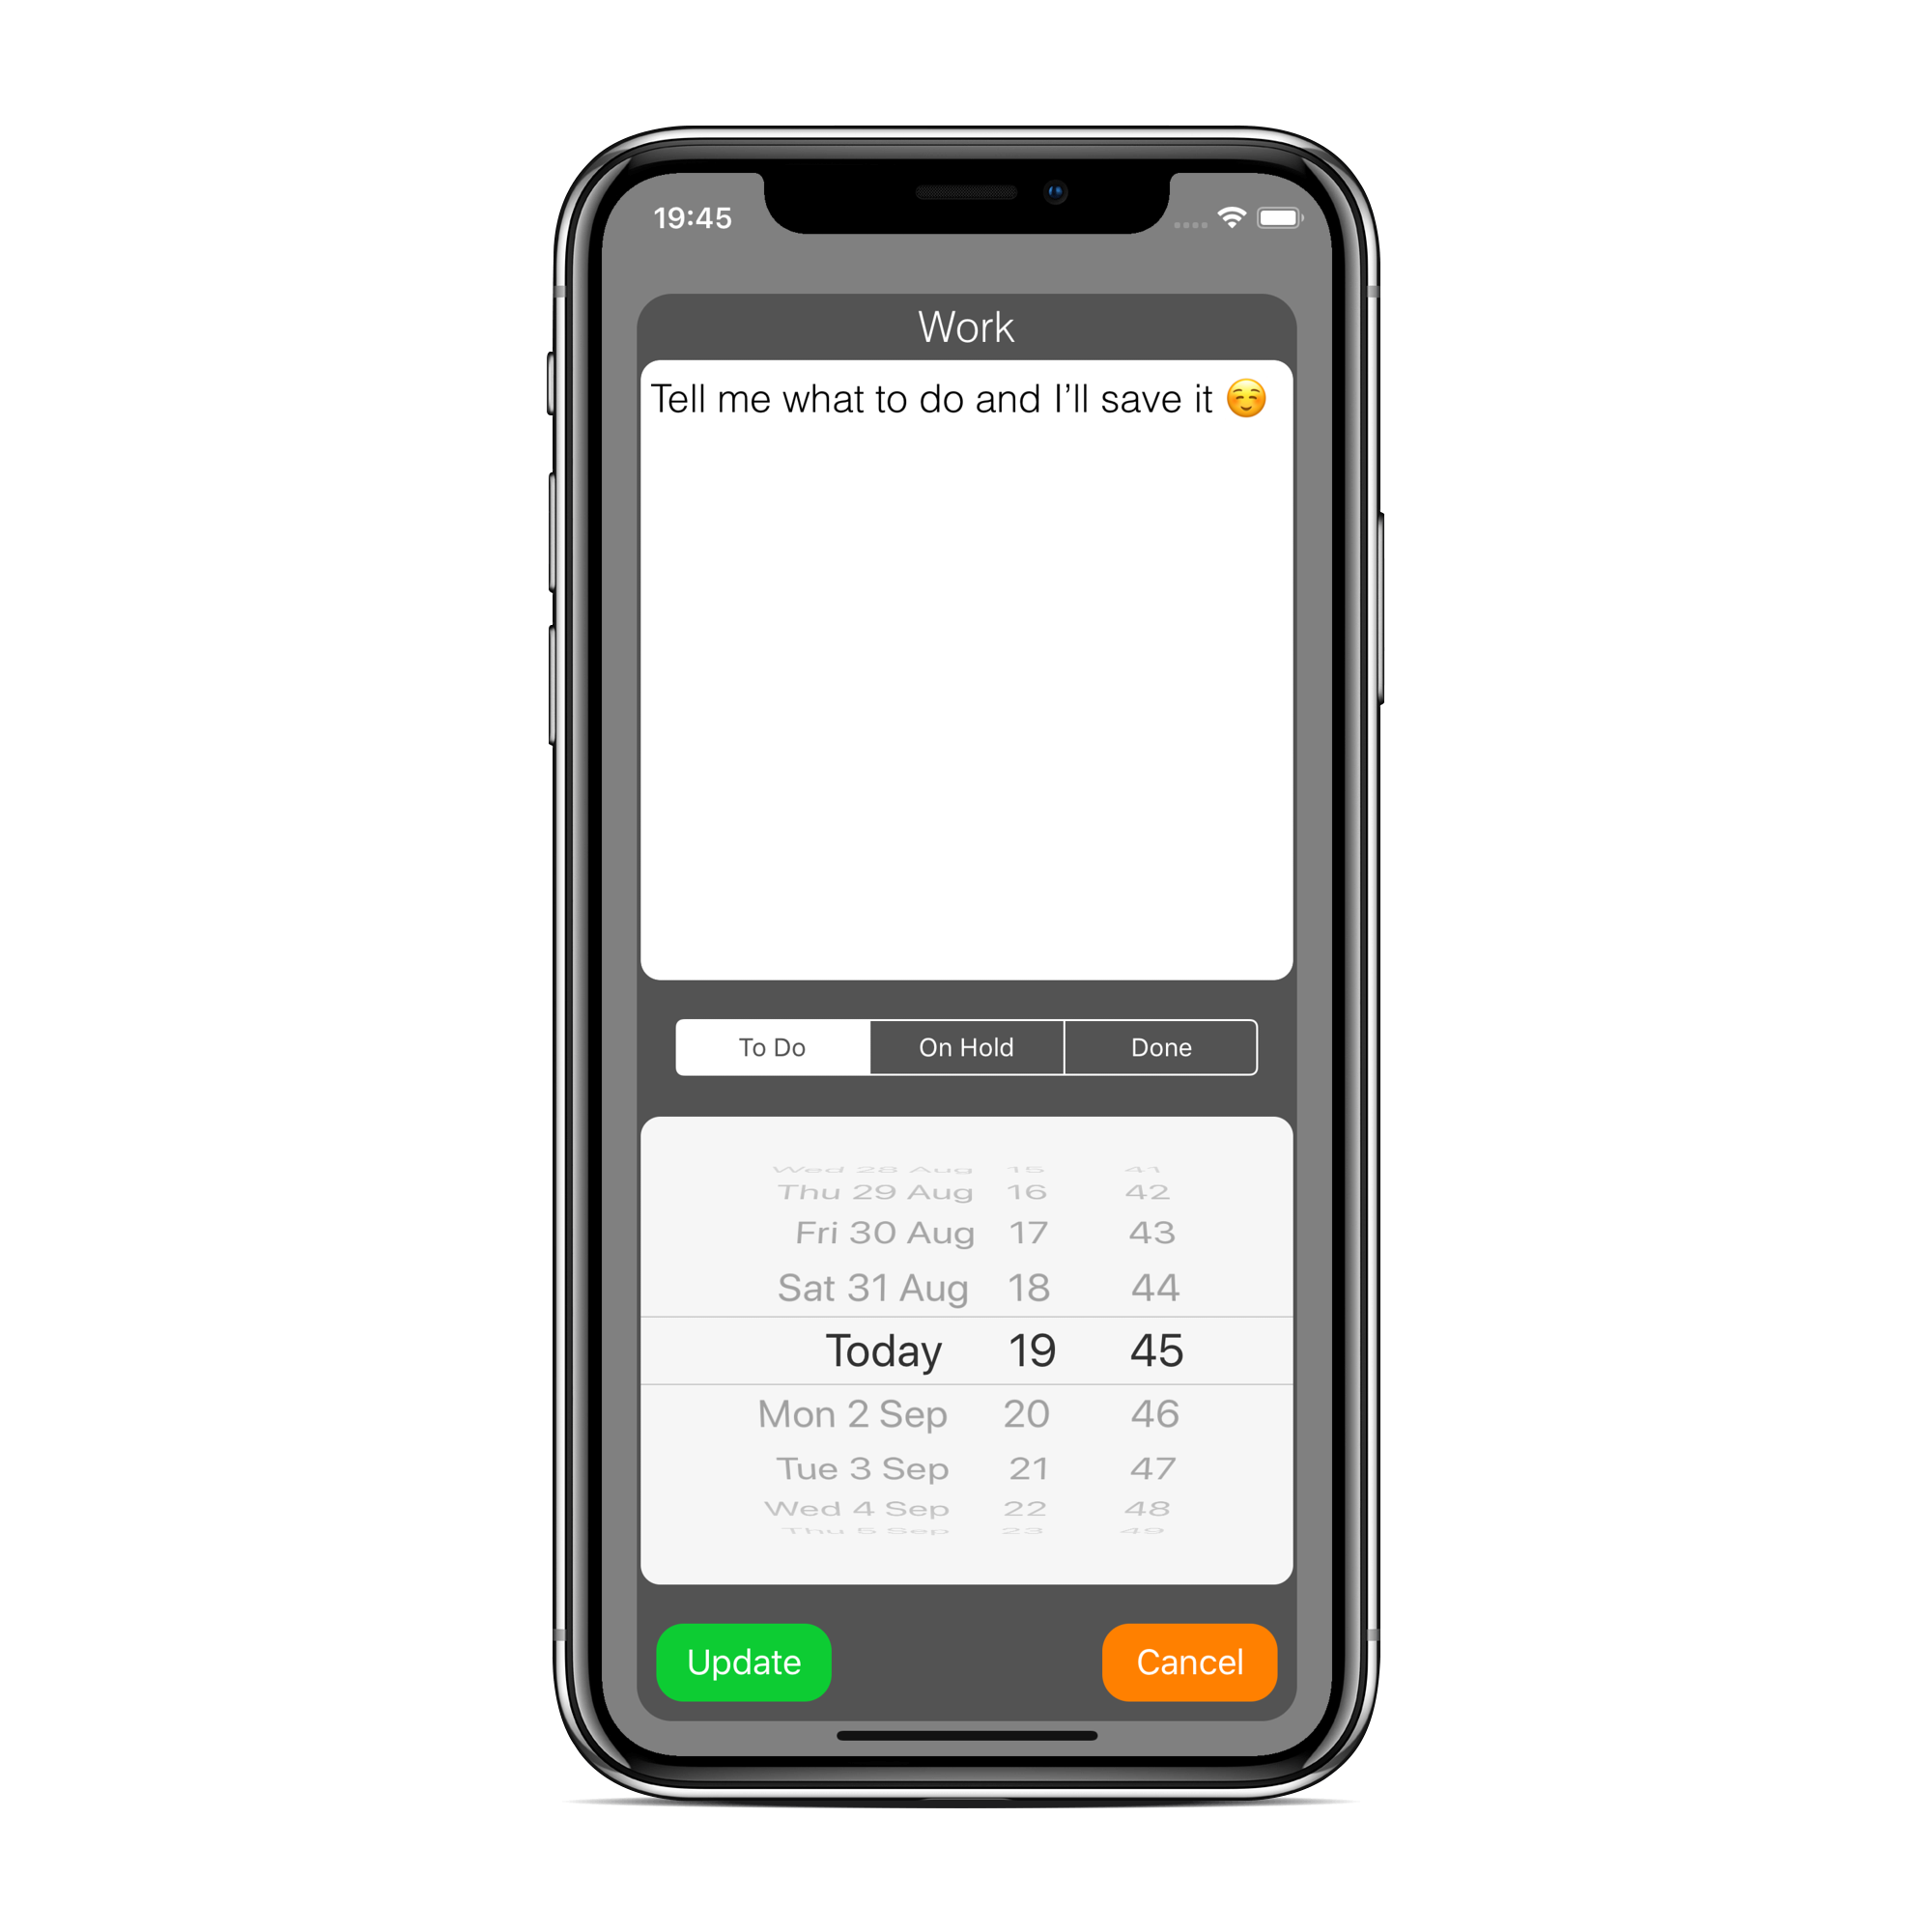 19:45
Work
Tell me what to do and I'll save it ☺️
To Do On Hold Done
Wed 28 Aug 15 41
Thu 29 Aug 16 42
Fri 30 Aug 17 43
Sat 31 Aug 18 44
Today 19 45
Mon 2 Sep 20 46
Tue 3 Sep 21 47
Wed 4 Sep 22 48
Thu 5 Sep 23 49
Update Cancel